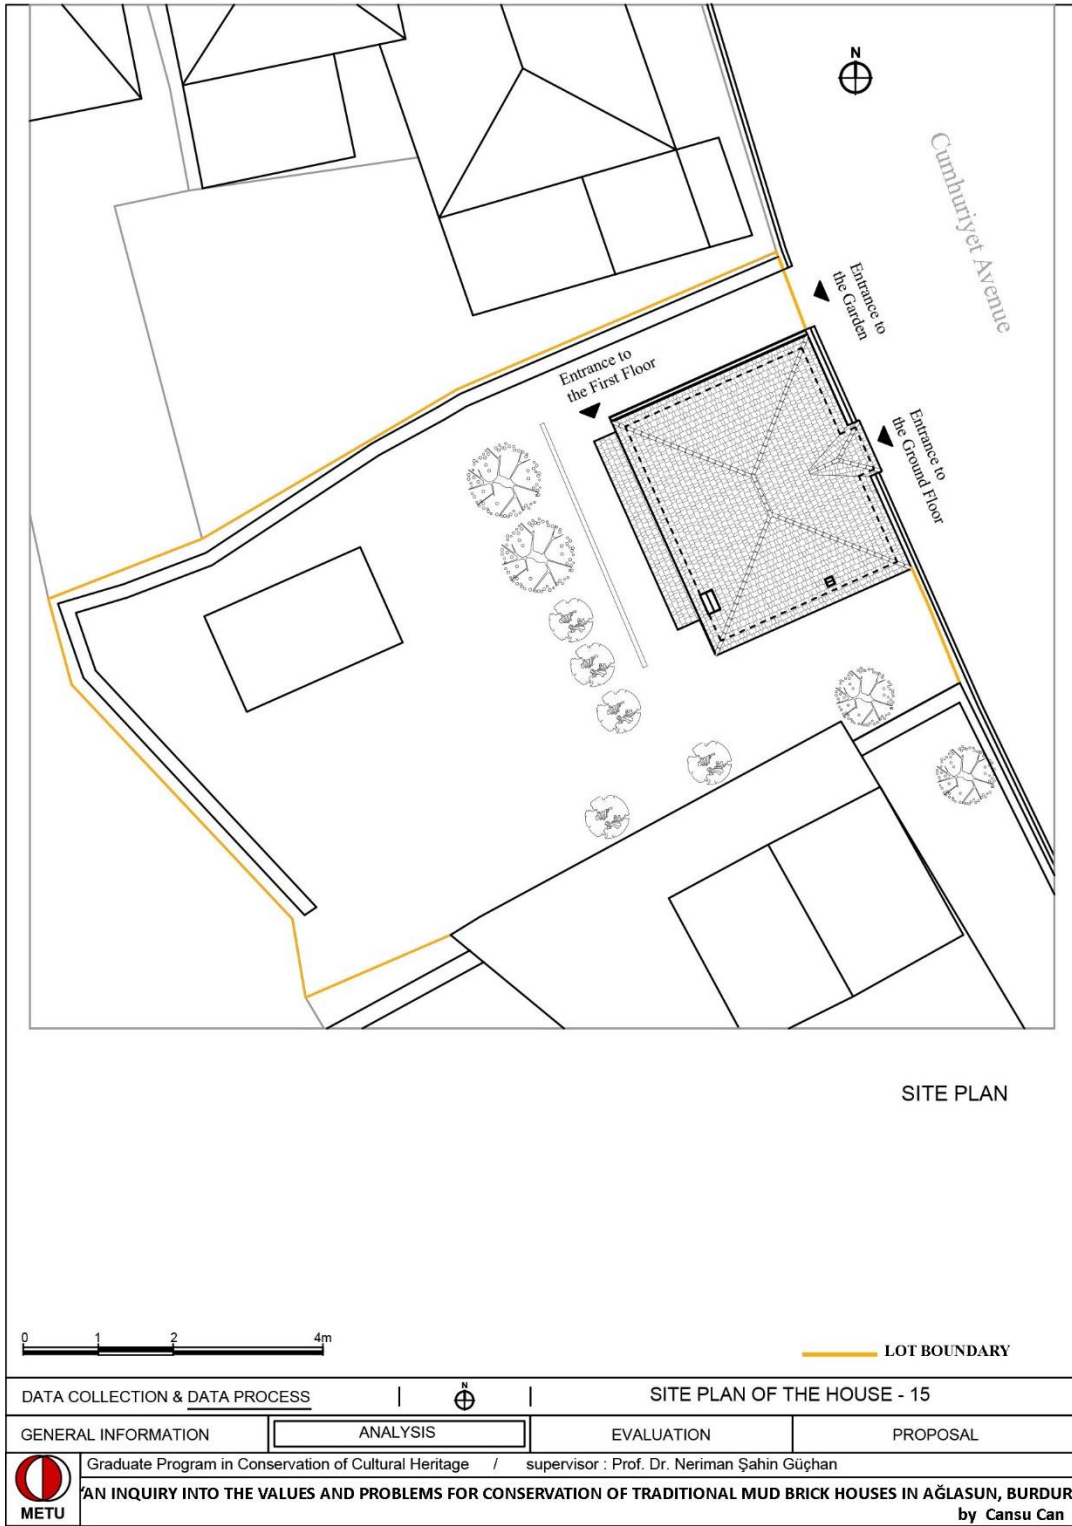 N
Cumhuriyet Avenue
Entrance to
the Garden
Entrance to
the First Floor
Entrance to
the Ground Floor
SITE PLAN
0 1 2 4m
LOT BOUNDARY
DATA COLLECTION & DATA PROCESS
N
SITE PLAN OF THE HOUSE - 15
GENERAL INFORMATION
ANALYSIS
EVALUATION
PROPOSAL
Graduate Program in Conservation of Cultural Heritage / supervisor : Prof. Dr. Neriman Şahin Güçhan
METU
'AN INQUIRY INTO THE VALUES AND PROBLEMS FOR CONSERVATION OF TRADITIONAL MUD BRICK HOUSES IN AĞLASUN, BURDUR
by Cansu Can